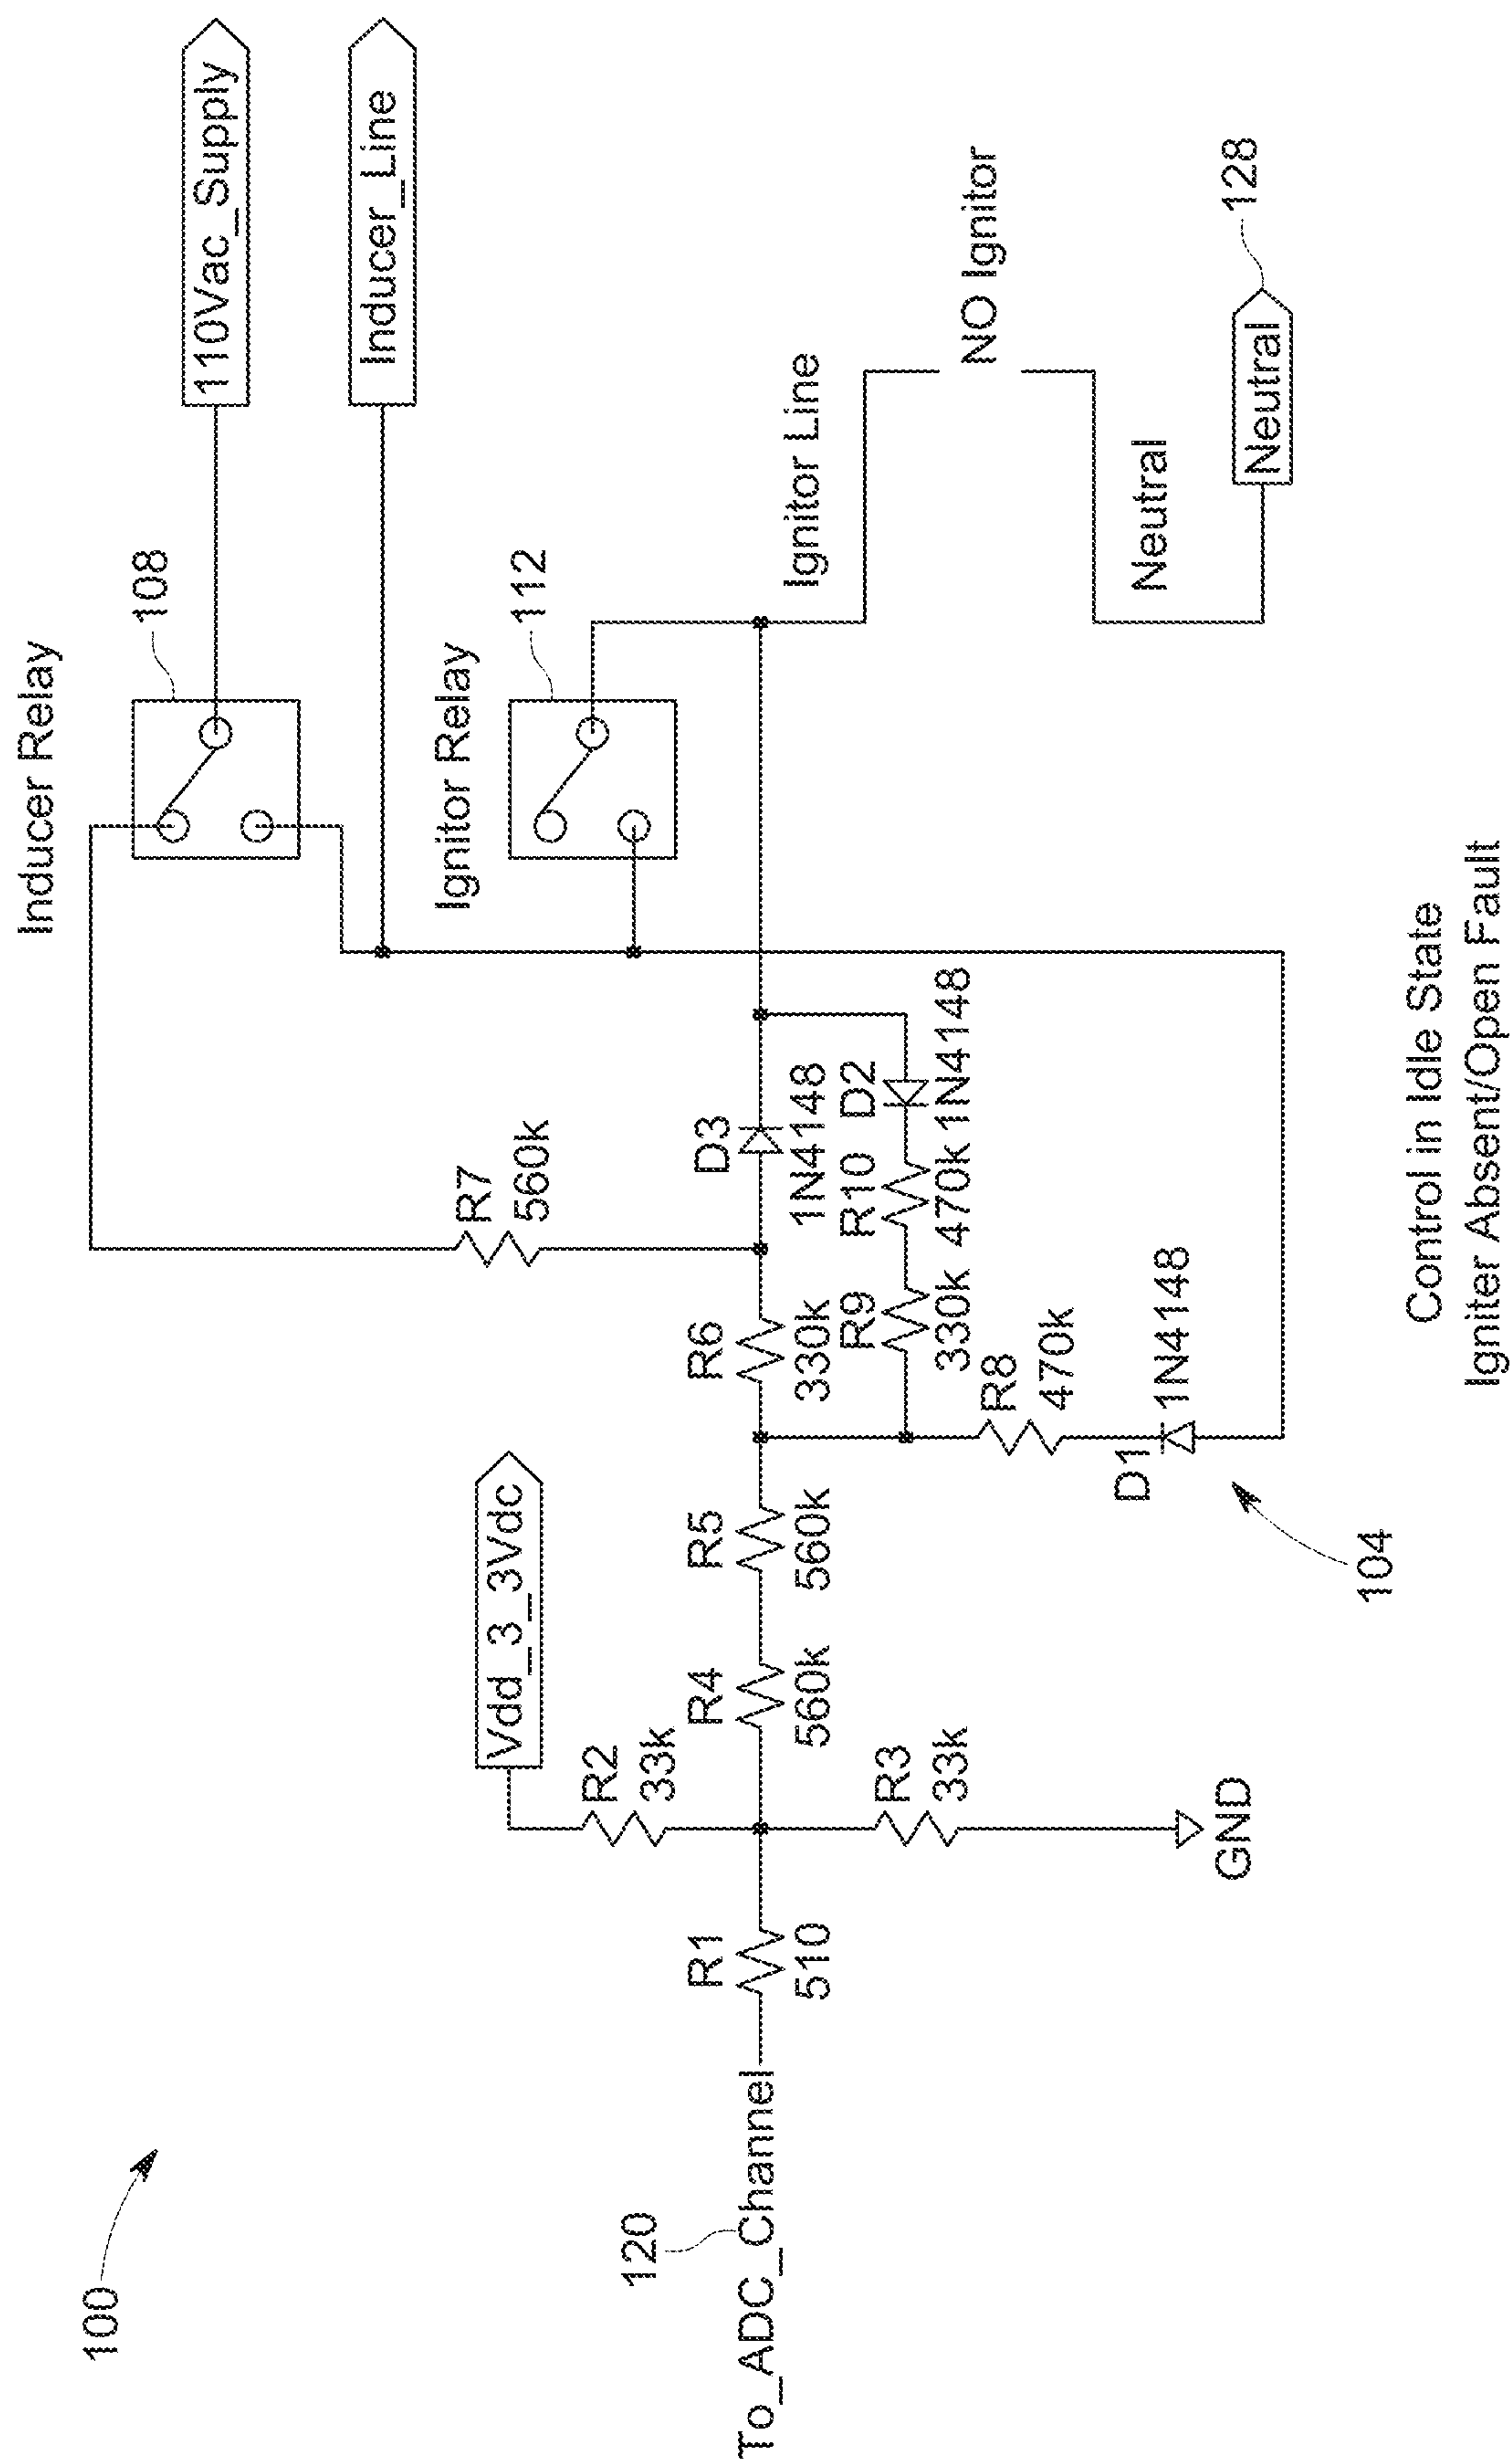 100
Inducer Relay
108
110Vac_Supply
Inducer_Line
Ignitor Relay
112
R7
560k
Vdd_3_3Vdc
R2
33k
120
To_ADC_Channel
R1
510
R4
560k
R5
560k
R6
330k
D3
1N4148
Ignitor Line
NO Ignitor
R3
33k
GND
R9
330k
R10
470k
D2
1N4148
R8
470k
D1
1N4148
104
Neutral
Neutral
128
Control in Idle State
Igniter Absent/Open Fault